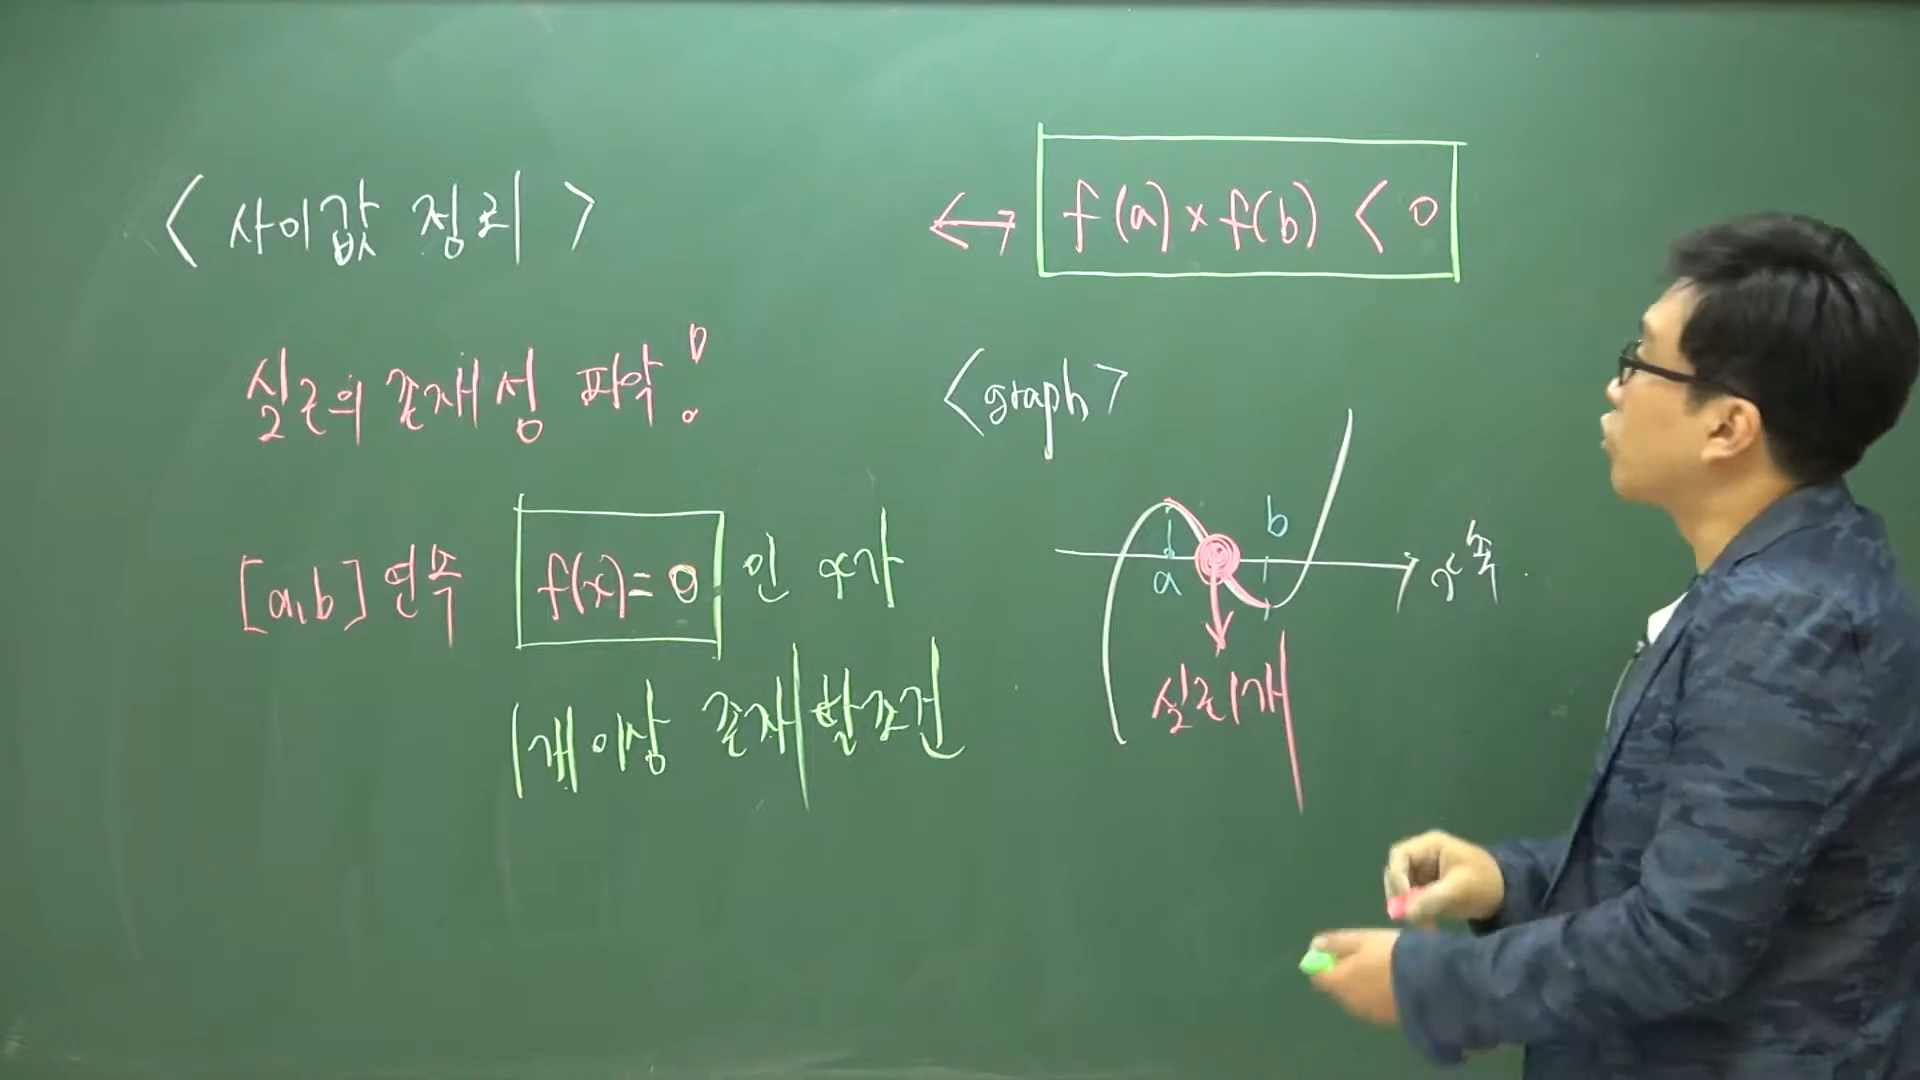 <사이값 정리>
실근의 존재성 파악!
[a,b] 연속 f(x)=0 인 x가
1개 이상 존재할 조건
↔ f(a)×f(b) < 0
<graph>
a
b
x축
실근 1개